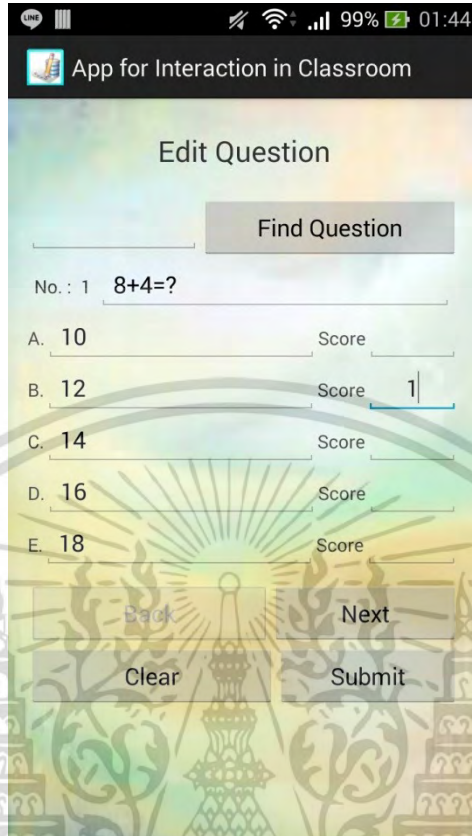 LINE 99% 01:44
App for Interaction in Classroom
Edit Question
Find Question
No. : 1 8+4=?
A. 10 Score
B. 12 Score 1
C. 14 Score
D. 16 Score
E. 18 Score
Back Next
Clear Submit